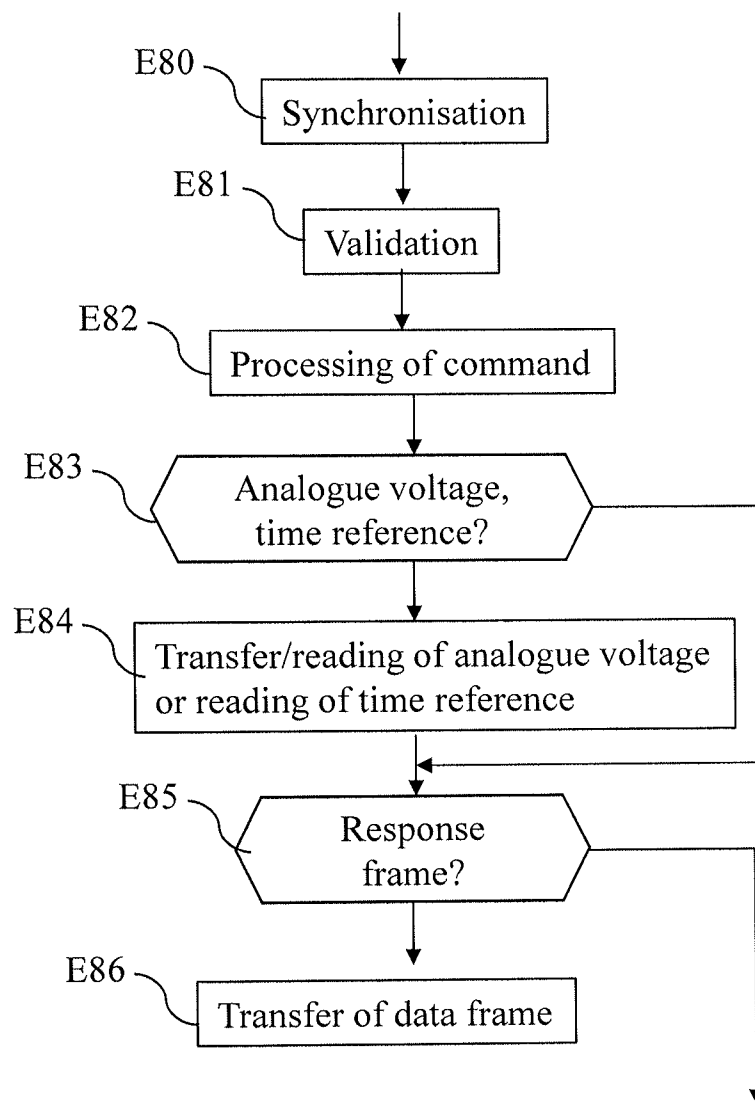 E80
Synchronisation
E81
Validation
E82
Processing of command
E83
Analogue voltage,
time reference?
E84
Transfer/reading of analogue voltage
or reading of time reference
E85
Response
frame?
E86
Transfer of data frame